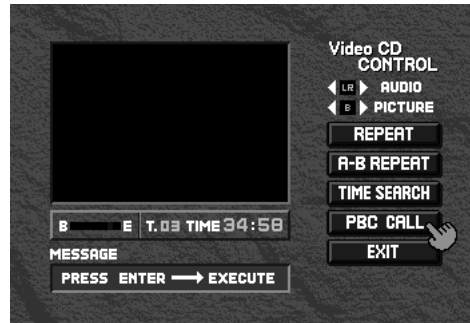 Video CD
CONTROL
LR AUDIO
B PICTURE
REPEAT
A-B REPEAT
TIME SEARCH
PBC CALL
EXIT
B E T.03 TIME 34:58
MESSAGE
PRESS ENTER → EXECUTE